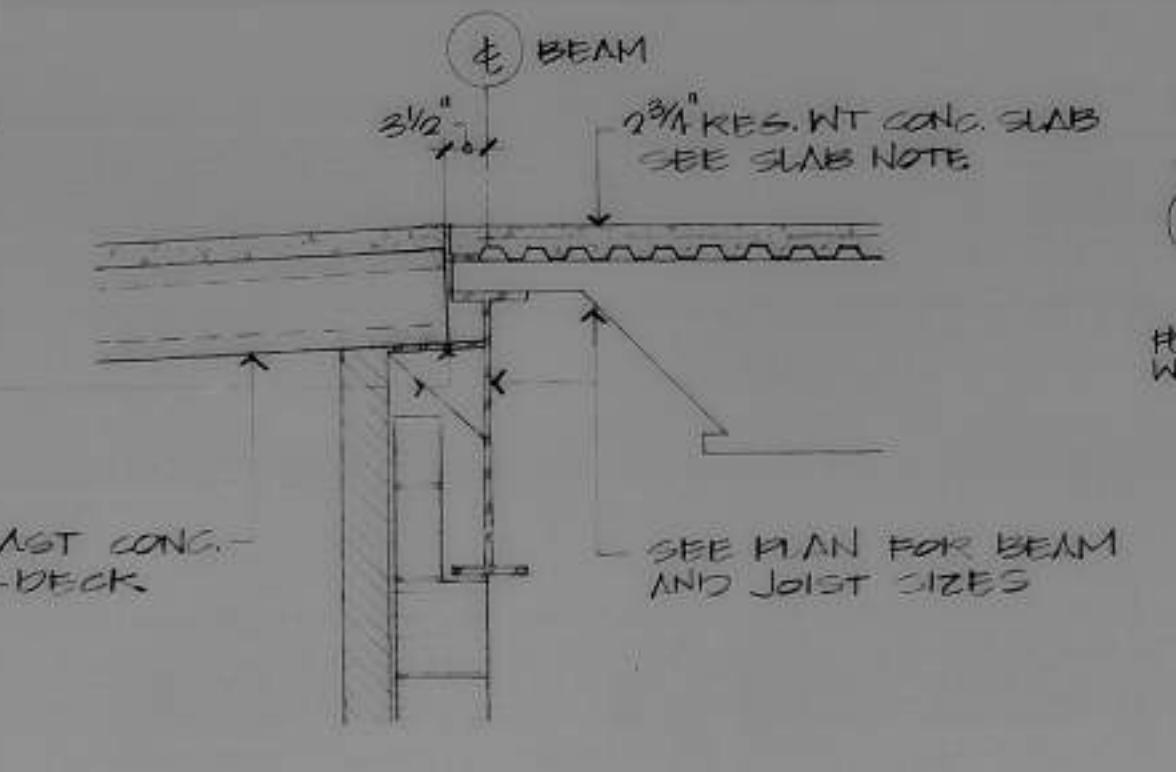 ℄ BEAM
3½"
2¾" REG. WT CONC. SLAB
SEE SLAB NOTE.
AST CONC.
-DECK.
SEE PLAN FOR BEAM
AND JOIST SIZES
H
W